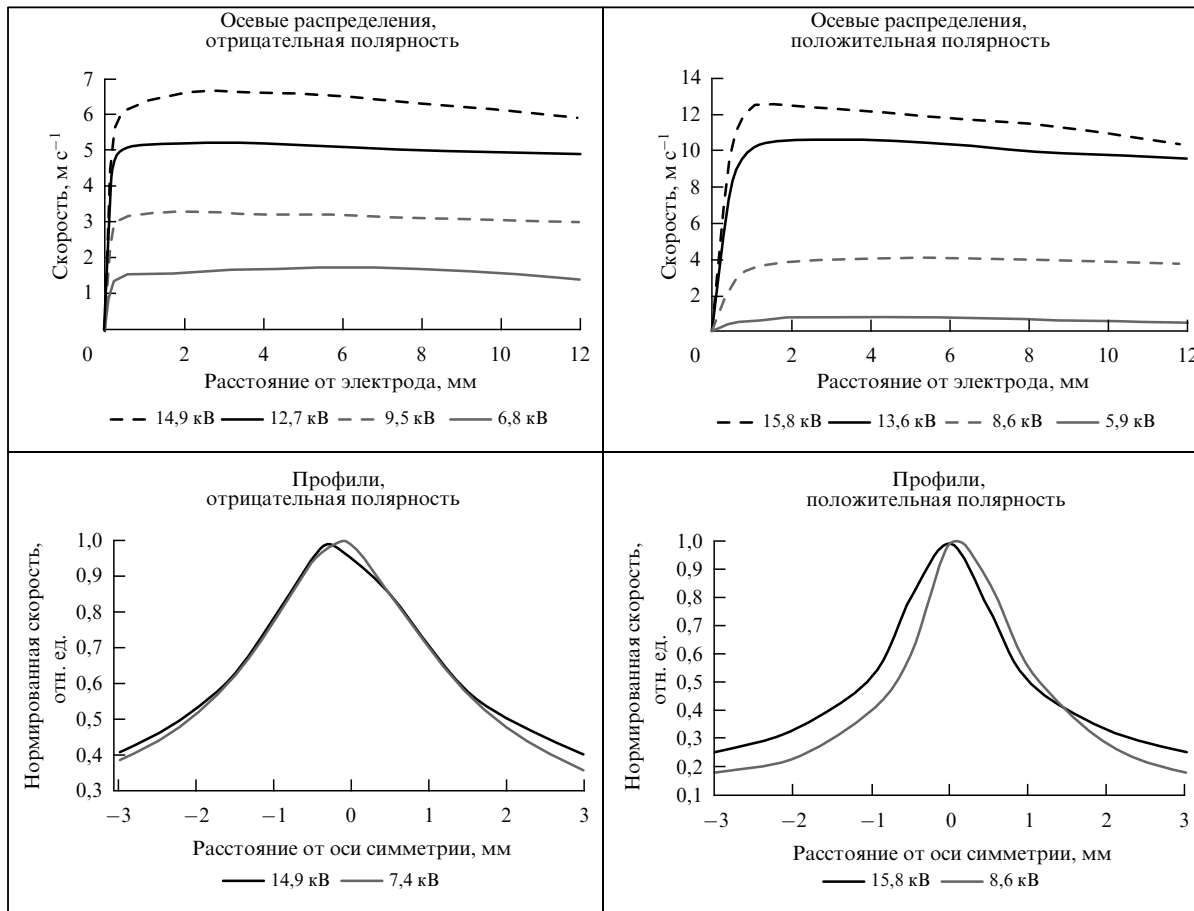 Осевые распределения,
отрицательная полярность
Скорость, м с⁻¹
7
6
5
4
3
2
1
0 2 4 6 8 10 12
Расстояние от электрода, мм
14,9 кВ 12,7 кВ 9,5 кВ 6,8 кВ
Осевые распределения,
положительная полярность
Скорость, м с⁻¹
14
12
10
8
6
4
2
0 2 4 6 8 10 12
Расстояние от электрода, мм
15,8 кВ 13,6 кВ 8,6 кВ 5,9 кВ
Профили,
отрицательная полярность
Нормированная скорость,
отн. ед.
1,0
0,9
0,8
0,7
0,6
0,5
0,4
0,3
−3 −2 −1 0 1 2 3
Расстояние от оси симметрии, мм
14,9 кВ 7,4 кВ
Профили,
положительная полярность
Нормированная скорость,
отн. ед.
1,0
0,9
0,8
0,7
0,6
0,5
0,4
0,3
0,2
0,1
−3 −2 −1 0 1 2 3
Расстояние от оси симметрии, мм
15,8 кВ 8,6 кВ